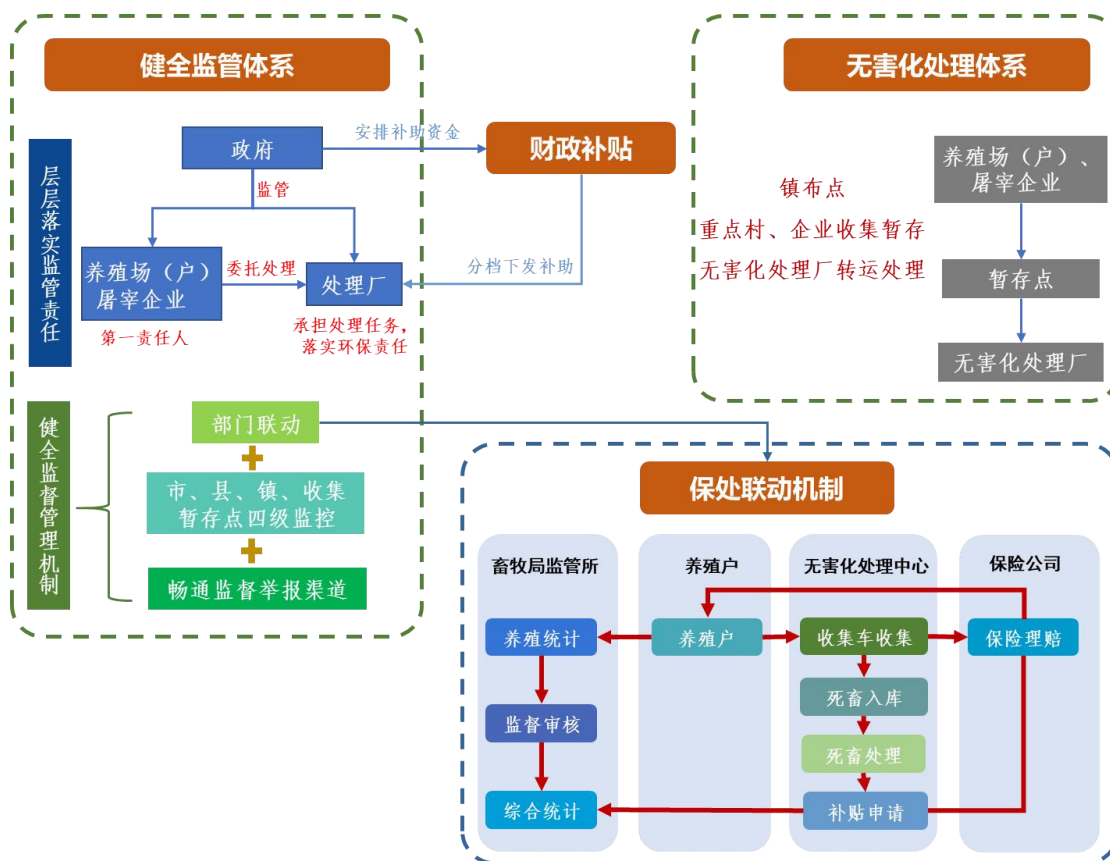 健全监管体系
层层落实监管责任
政府
安排补助资金
财政补贴
监管
养殖场（户）
屠宰企业
委托处理
处理厂
分档下发补助
第一责任人
承担处理任务，
落实环保责任
健全监督管理机制
部门联动
市、县、镇、收集
暂存点四级监控
畅通监督举报渠道
无害化处理体系
镇布点
重点村、企业收集暂存
无害化处理厂转运处理
养殖场（户）、
屠宰企业
暂存点
无害化处理厂
保处联动机制
畜牧局监管所
养殖户
无害化处理中心
保险公司
养殖统计
养殖户
收集车收集
保险理赔
死畜入库
监督审核
死畜处理
综合统计
补贴申请